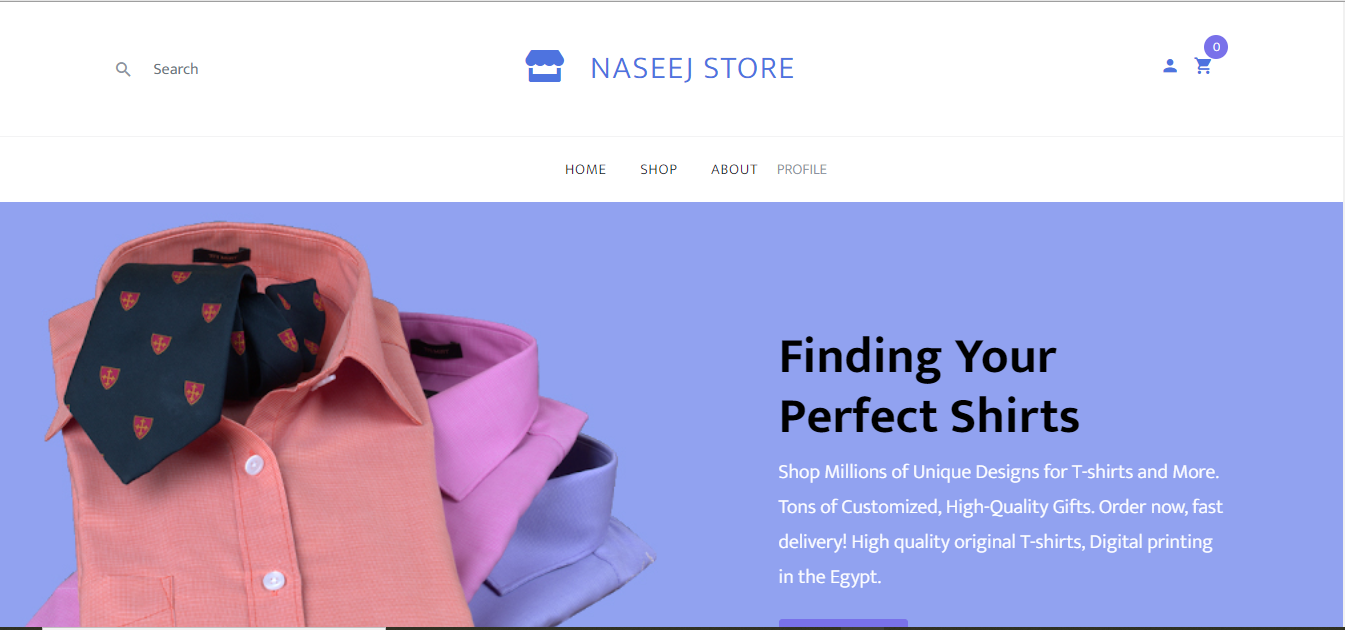 0
Search
NASEEJ STORE
HOME SHOP ABOUT PROFILE
Finding Your
Perfect Shirts
Shop Millions of Unique Designs for T-shirts and More.
Tons of Customized, High-Quality Gifts. Order now, fast
delivery! High quality original T-shirts, Digital printing
in the Egypt.